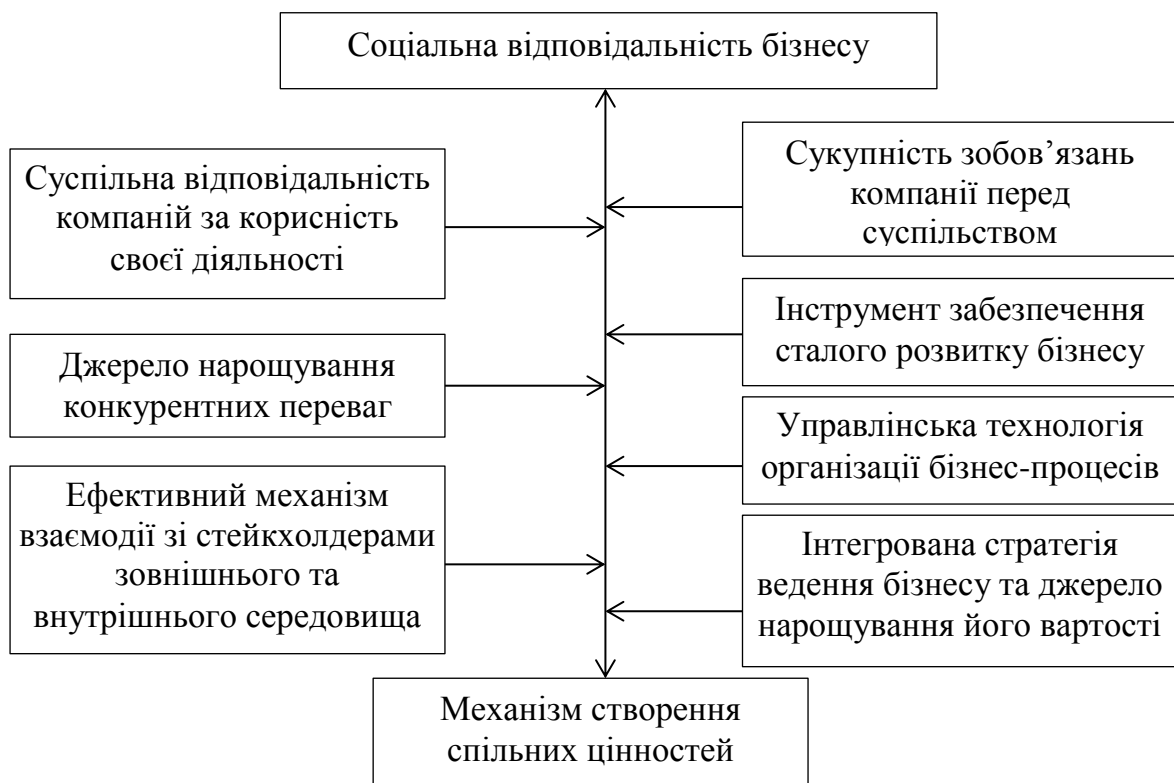 Соціальна відповідальність бізнесу
Суспільна відповідальність
компаній за корисність
своєї діяльності
Джерело нарощування
конкурентних переваг
Ефективний механізм
взаємодії зі стейкхолдерами
зовнішнього та
внутрішнього середовища
Сукупність зобов’язань
компанії перед
суспільством
Інструмент забезпечення
сталого розвитку бізнесу
Управлінська технологія
організації бізнес-процесів
Інтегрована стратегія
ведення бізнесу та джерело
нарощування його вартості
Механізм створення
спільних цінностей